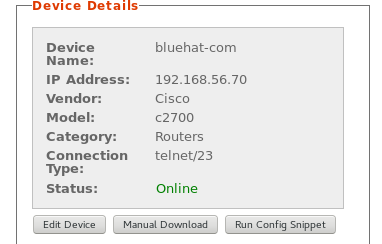 Device Details
Device Name: bluehat-com
IP Address: 192.168.56.70
Vendor: Cisco
Model: c2700
Category: Routers
Connection Type: telnet/23
Status: Online
Edit Device Manual Download Run Config Snippet